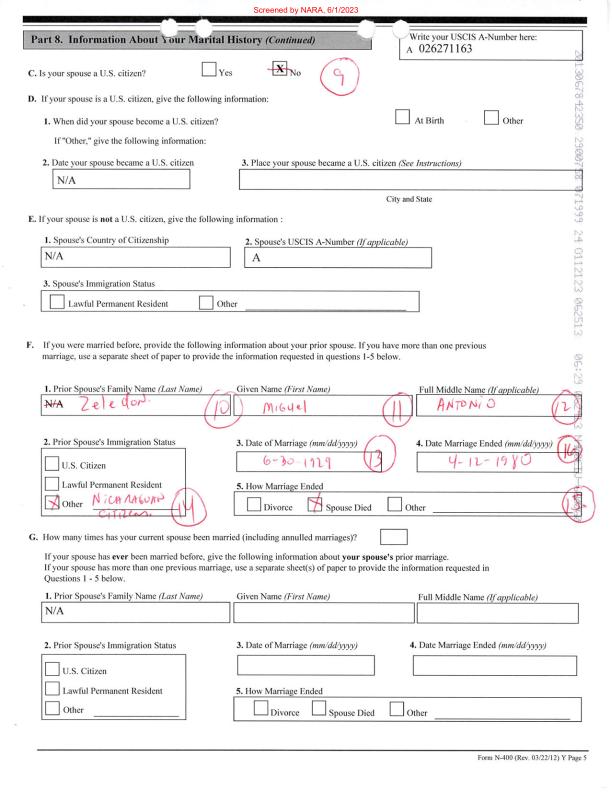 Screened by NARA, 6/1/2023
Part 8. Information About Your Marital History (Continued)
Write your USCIS A-Number here:
A 026271163
C. Is your spouse a U.S. citizen?
Yes
X No
9
D. If your spouse is a U.S. citizen, give the following information:
1. When did your spouse become a U.S. citizen?
At Birth
Other
If "Other," give the following information:
2. Date your spouse became a U.S. citizen
3. Place your spouse became a U.S. citizen (See Instructions)
N/A
City and State
E. If your spouse is not a U.S. citizen, give the following information :
1. Spouse's Country of Citizenship
2. Spouse's USCIS A-Number (If applicable)
N/A
A
3. Spouse's Immigration Status
Lawful Permanent Resident
Other
F. If you were married before, provide the following information about your prior spouse. If you have more than one previous
marriage, use a separate sheet of paper to provide the information requested in questions 1-5 below.
1. Prior Spouse's Family Name (Last Name)
Given Name (First Name)
Full Middle Name (If applicable)
N/A Zeledon. 10
Miguel 11
ANTONIO 12
2. Prior Spouse's Immigration Status
3. Date of Marriage (mm/dd/yyyy)
4. Date Marriage Ended (mm/dd/yyyy)
U.S. Citizen
6-30-1929 13
4-12-1980 16
Lawful Permanent Resident
5. How Marriage Ended
X Other NICARAGUAN
CITIZEN. 14
Divorce
X Spouse Died
Other
15
G. How many times has your current spouse been married (including annulled marriages)?
If your spouse has ever been married before, give the following information about your spouse's prior marriage.
If your spouse has more than one previous marriage, use a separate sheet(s) of paper to provide the information requested in
Questions 1 - 5 below.
1. Prior Spouse's Family Name (Last Name)
Given Name (First Name)
Full Middle Name (If applicable)
N/A
2. Prior Spouse's Immigration Status
3. Date of Marriage (mm/dd/yyyy)
4. Date Marriage Ended (mm/dd/yyyy)
U.S. Citizen
Lawful Permanent Resident
5. How Marriage Ended
Other
Divorce
Spouse Died
Other
Form N-400 (Rev. 03/22/12) Y Page 5
2013067842350 2900758 071999 24 0112123 062513 06:29